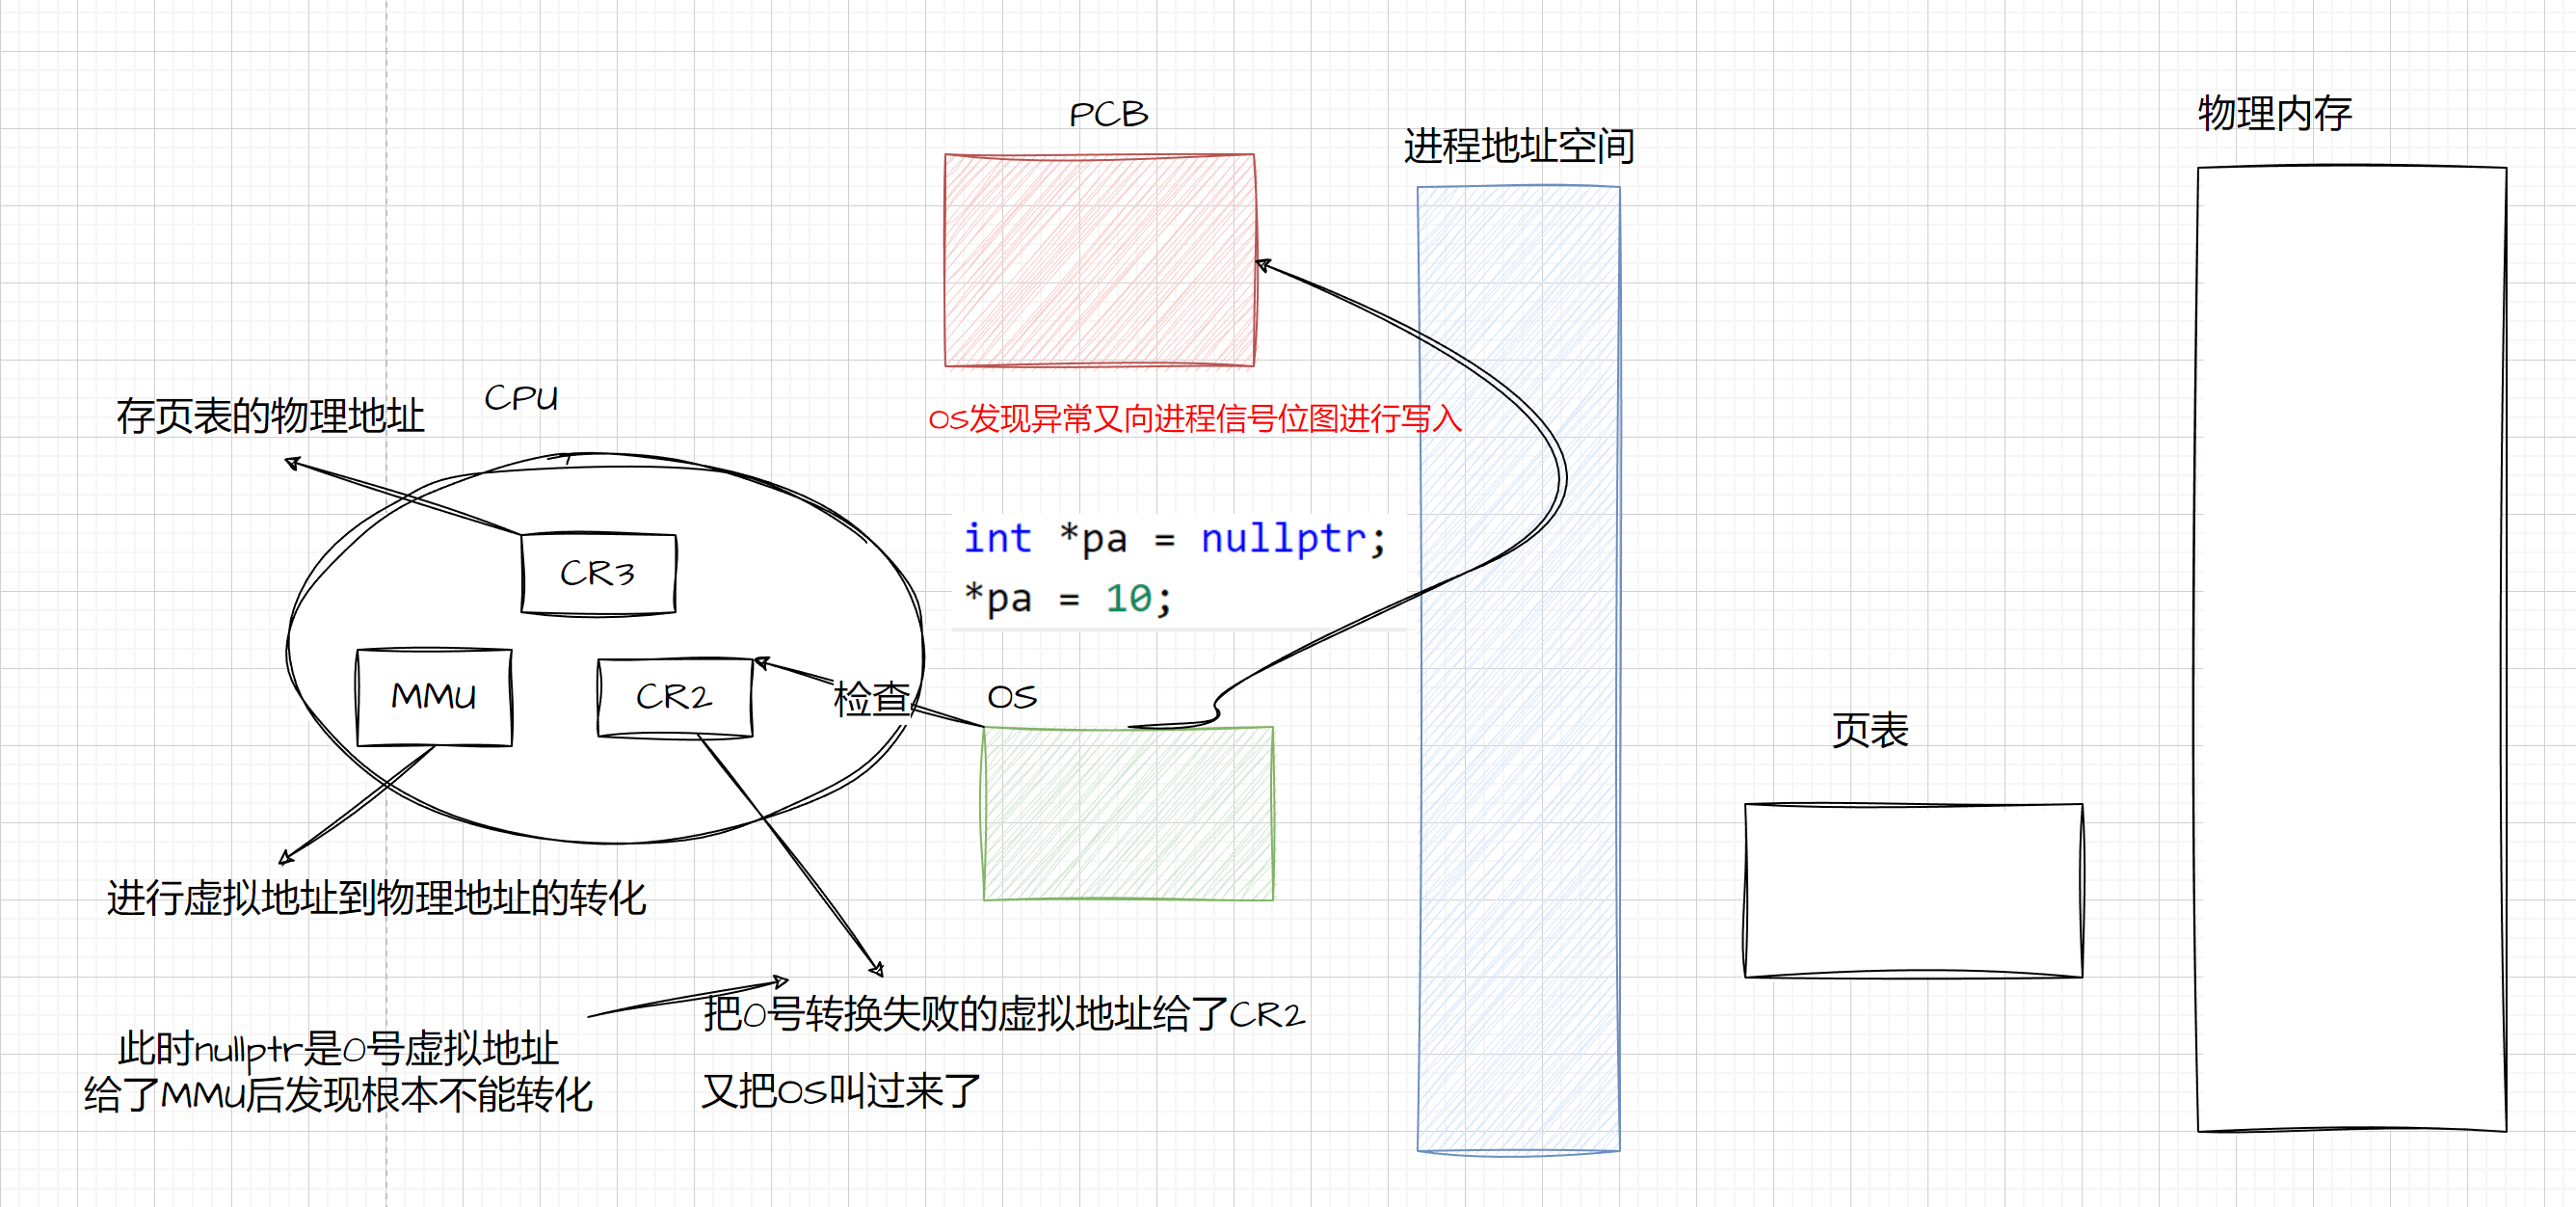 PCB
进程地址空间
物理内存
存页表的物理地址
CPU
OS发现异常又向进程信号位图进行写入
CR3
int *pa = nullptr;
*pa = 10;
MMU
CR2
检查
OS
页表
进行虚拟地址到物理地址的转化
把0号转换失败的虚拟地址给了CR2
又把OS叫过来了
此时nullptr是0号虚拟地址
给了MMU后发现根本不能转化